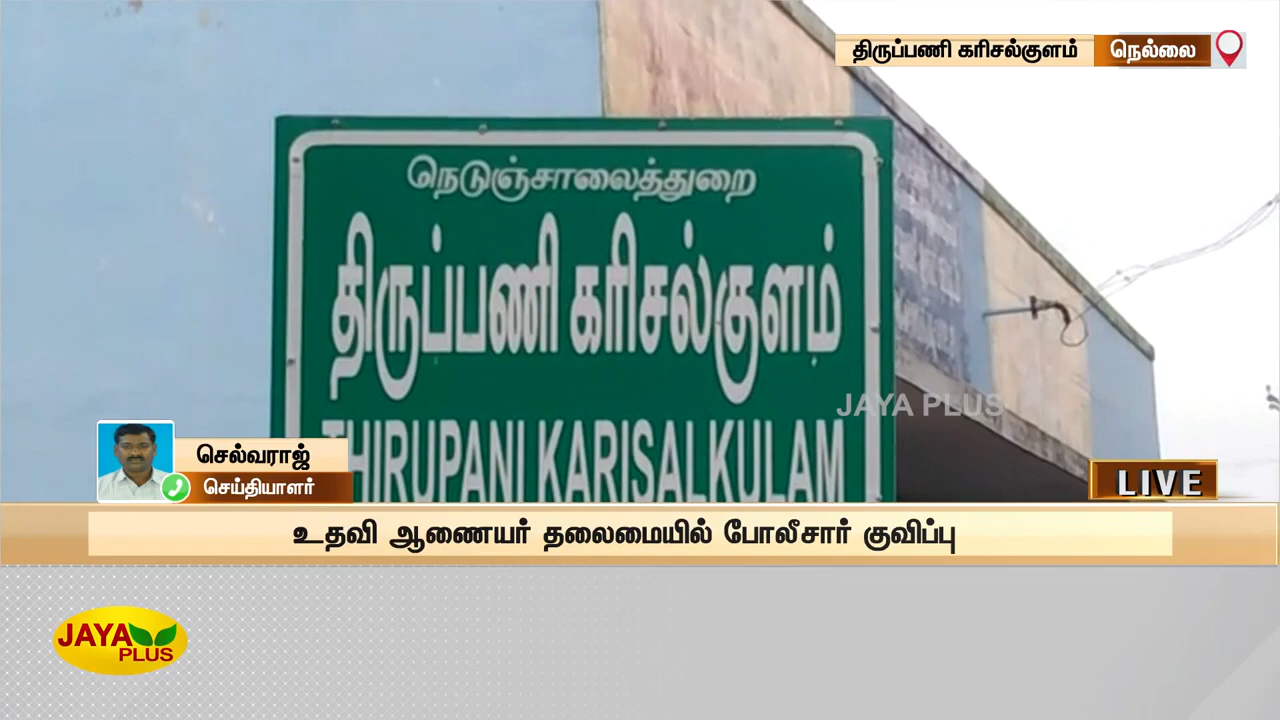 திருப்பணி கரிசல்குளம் நெல்லை
நெடுஞ்சாலைத்துறை
திருப்பணி கரிசல்குளம்
THIRUPANI KARISALKULAM
JAYA PLUS
செல்வராஜ்
செய்தியாளர்
LIVE
உதவி ஆணையர் தலைமையில் போலீசார் குவிப்பு
JAYA
PLUS